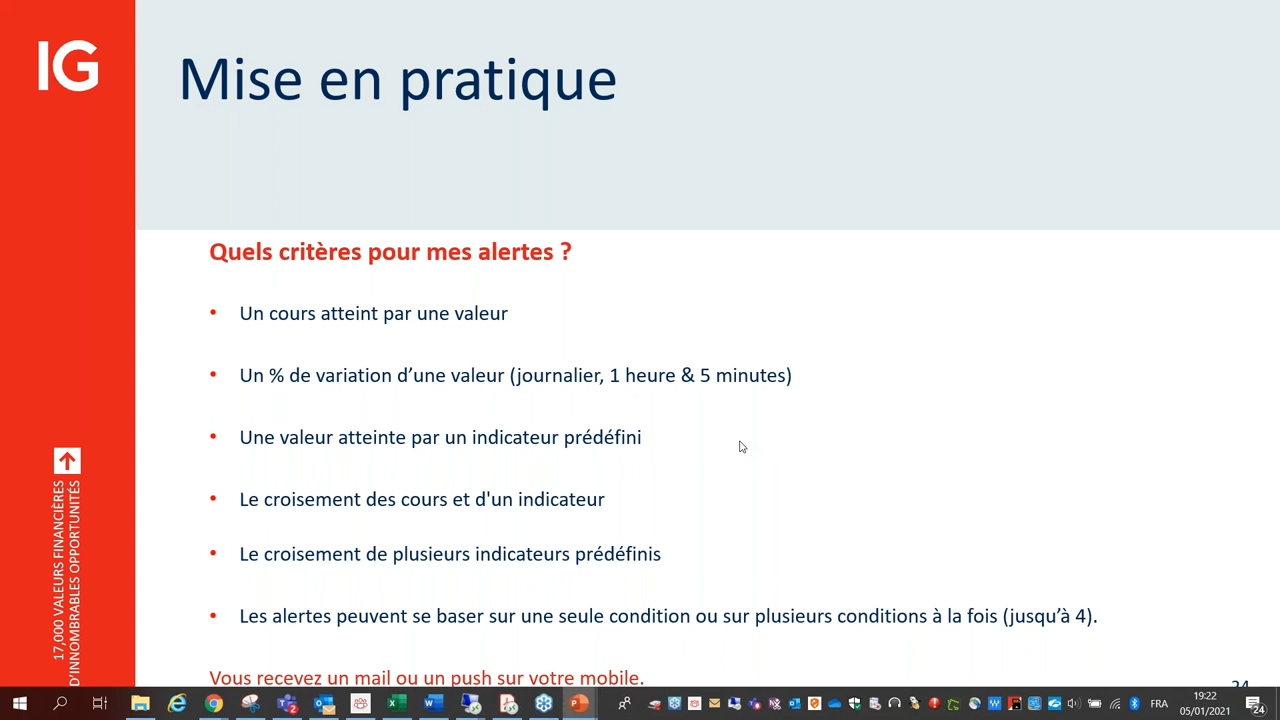 IG
Mise en pratique
Quels critères pour mes alertes ?
• Un cours atteint par une valeur
• Un % de variation d’une valeur (journalier, 1 heure & 5 minutes)
• Une valeur atteinte par un indicateur prédéfini
• Le croisement des cours et d'un indicateur
• Le croisement de plusieurs indicateurs prédéfinis
• Les alertes peuvent se baser sur une seule condition ou sur plusieurs conditions à la fois (jusqu’à 4).
Vous recevez un mail ou un push sur votre mobile.
17,000 VALEURS FINANCIÈRES
D’INNOMBRABLES OPPORTUNITÉS
FRA
19:22
05/01/2021
24